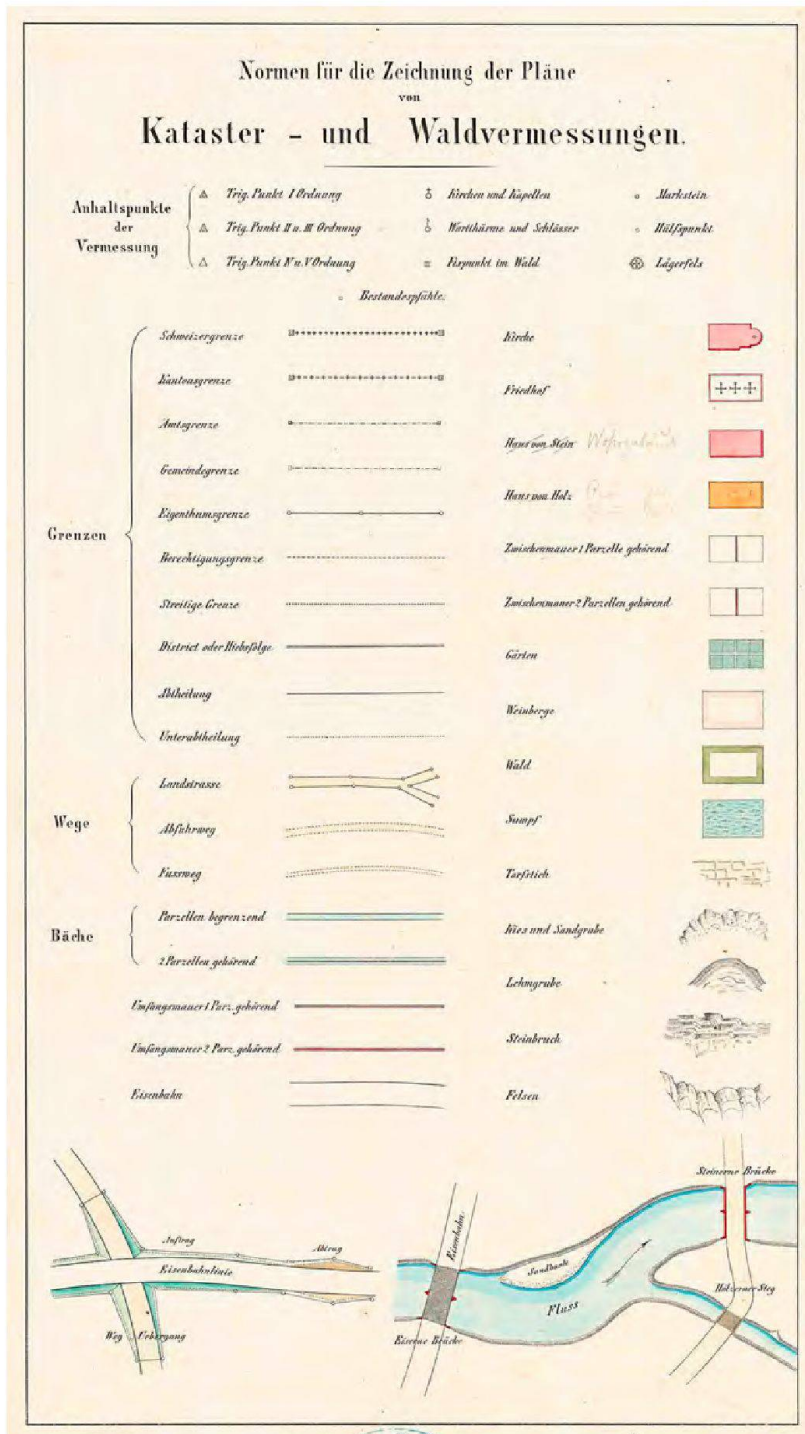 Normen für die Zeichnung der Pläne
von
Kataster - und Waldvermessungen.
Anhaltspunkte
der
Vermessung
Trig. Punkt I Ordnung
Trig. Punkt II u. III Ordnung
Trig. Punkt IV u. V Ordnung
Kirchen und Kapellen
Wartthürme und Schlösser
Fixpunkt im Wald
Markstein
Hülfspunkt
Lägerfels
Bestandespfähle.
Grenzen
Schweizergrenze
Kantonsgrenze
Amtsgrenze
Gemeindegrenze
Eigenthumsgrenze
Berechtigungsgrenze
Streitige Grenze
District oder Hiebsfolge
Abtheilung
Unterabtheilung
Wege
Landstrasse
Abfuhrweg
Fussweg
Bäche
Parzellen begrenzend
2 Parzellen gehörend
Umfangsmauer 1 Parz. gehörend
Umfangsmauer 2 Parz. gehörend
Eisenbahn
Kirche
Friedhof
Haus von Stein
Haus von Holz
Zwischenmauer 1 Parzelle gehörend
Zwischenmauer 2 Parzellen gehörend
Gärten
Weinberge
Wald
Sumpf
Torfstich
Kies und Sandgrube
Lehmgrube
Steinbruch
Felsen
Auftrag
Abtrag
Eisenbahnlinie
Weg Uebergang
Eisenbahn
Eiserne Brücke
Sandbank
Fluss
Steinerne Brücke
Hölzerner Steg